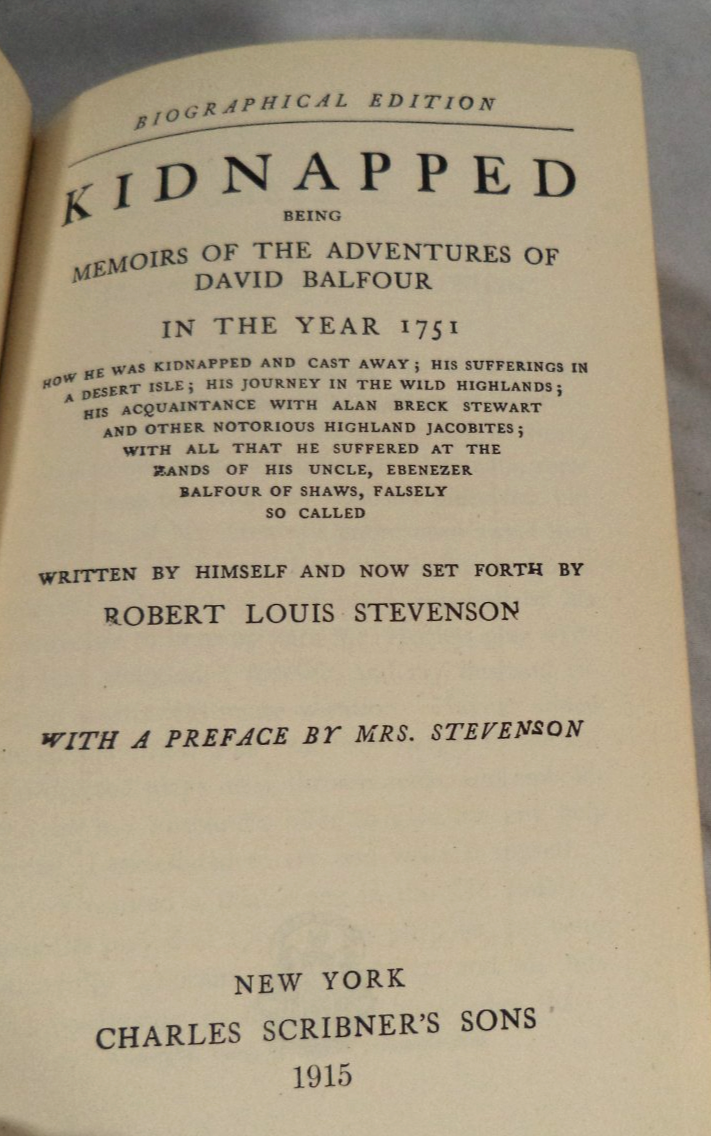 BIOGRAPHICAL EDITION
KIDNAPPED
BEING
MEMOIRS OF THE ADVENTURES OF
DAVID BALFOUR
IN THE YEAR 1751
HOW HE WAS KIDNAPPED AND CAST AWAY; HIS SUFFERINGS IN
A DESERT ISLE; HIS JOURNEY IN THE WILD HIGHLANDS;
HIS ACQUAINTANCE WITH ALAN BRECK STEWART
AND OTHER NOTORIOUS HIGHLAND JACOBITES;
WITH ALL THAT HE SUFFERED AT THE
HANDS OF HIS UNCLE, EBENEZER
BALFOUR OF SHAWS, FALSELY
SO CALLED
WRITTEN BY HIMSELF AND NOW SET FORTH BY
ROBERT LOUIS STEVENSON
WITH A PREFACE BY MRS. STEVENSON
NEW YORK
CHARLES SCRIBNER'S SONS
1915